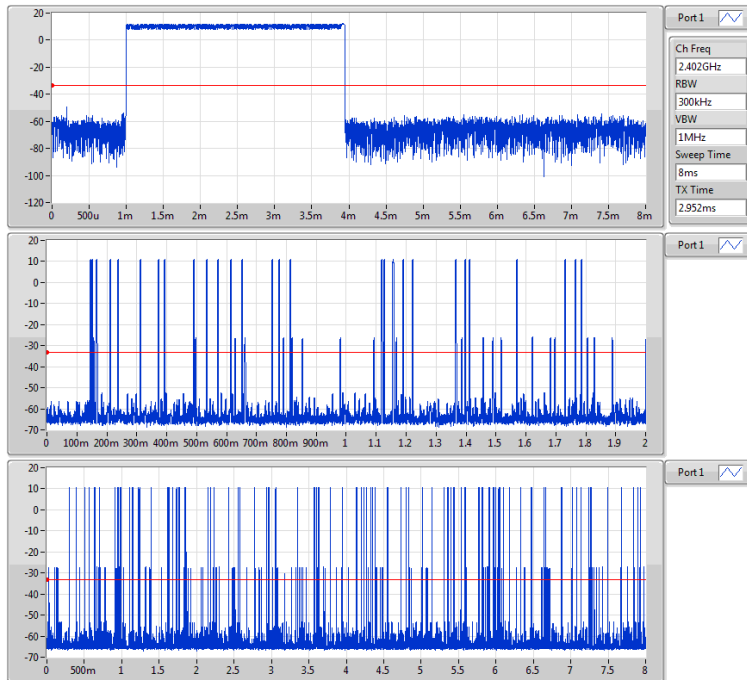 Port 1
Ch Freq
2.402GHz
RBW
300kHz
VBW
1MHz
Sweep Time
8ms
TX Time
2.952ms
20
0
-20
-40
-60
-80
-100
-120
0 500u 1m 1.5m 2m 2.5m 3m 3.5m 4m 4.5m 5m 5.5m 6m 6.5m 7m 7.5m 8m
Port 1
20
10
0
-10
-20
-30
-40
-50
-60
-70
0 100m 200m 300m 400m 500m 600m 700m 800m 900m 1 1.1 1.2 1.3 1.4 1.5 1.6 1.7 1.8 1.9 2
Port 1
20
10
0
-10
-20
-30
-40
-50
-60
-70
0 500m 1 1.5 2 2.5 3 3.5 4 4.5 5 5.5 6 6.5 7 7.5 8